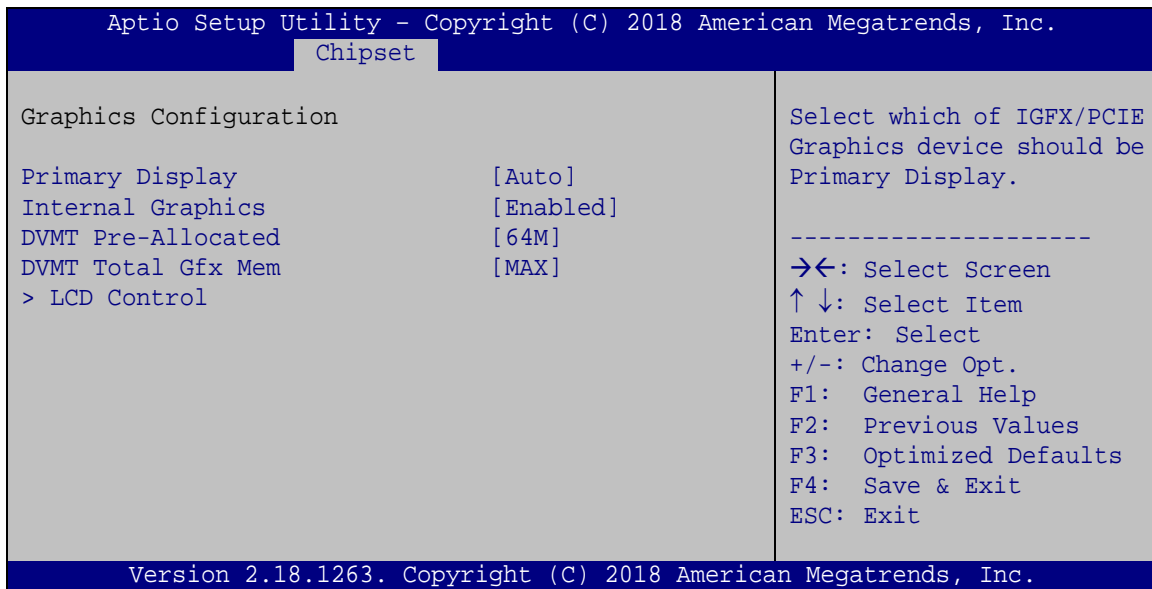 Aptio Setup Utility – Copyright (C) 2018 American Megatrends, Inc.
Chipset
Graphics Configuration
Primary Display [Auto]
Internal Graphics [Enabled]
DVMT Pre-Allocated [64M]
DVMT Total Gfx Mem [MAX]
> LCD Control
Select which of IGFX/PCIE
Graphics device should be
Primary Display.
---------------------
→←: Select Screen
↑ ↓: Select Item
Enter: Select
+/-: Change Opt.
F1: General Help
F2: Previous Values
F3: Optimized Defaults
F4: Save & Exit
ESC: Exit
Version 2.18.1263. Copyright (C) 2018 American Megatrends, Inc.